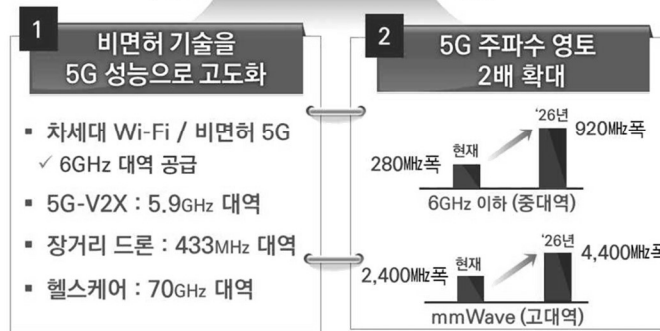 1
비면허 기술을
5G 성능으로 고도화
▪ 차세대 Wi-Fi / 비면허 5G
✓ 6GHz 대역 공급
▪ 5G-V2X : 5.9GHz 대역
▪ 장거리 드론 : 433MHz 대역
▪ 헬스케어 : 70GHz 대역
2
5G 주파수 영토
2배 확대
‘26년
920㎒폭
현재
280㎒폭
6GHz 이하 (중대역)
‘26년
4,400㎒폭
현재
2,400㎒폭
mmWave (고대역)